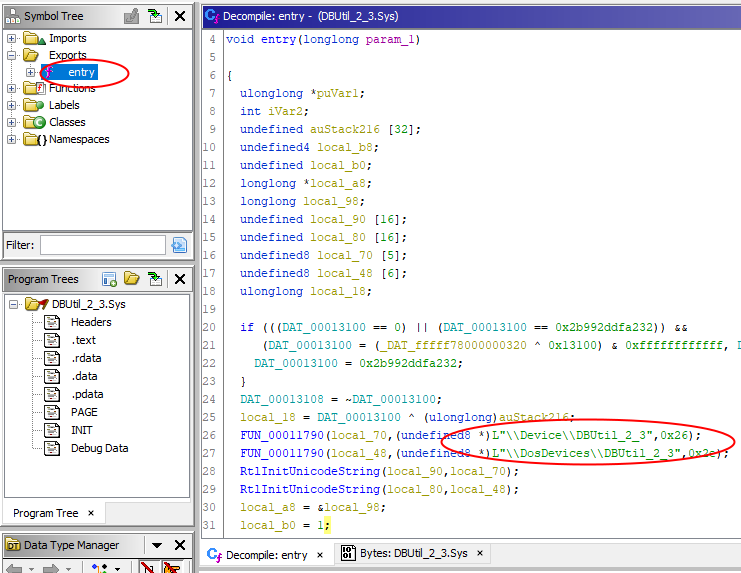 Symbol Tree
Imports
Exports
entry
Functions
Labels
Classes
Namespaces
Filter:
Program Trees
DBUtil_2_3.Sys
Headers
.text
.rdata
.data
.pdata
PAGE
INIT
Debug Data
Program Tree ×
Data Type Manager
Decompile: entry - (DBUtil_2_3.Sys)
4 void entry(longlong param_1)
5
6 {
7 ulonglong *puVar1;
8 int iVar2;
9 undefined auStack216 [32];
10 undefined4 local_b8;
11 undefined local_b0;
12 longlong *local_a8;
13 longlong local_98;
14 undefined local_90 [16];
15 undefined local_80 [16];
16 undefined8 local_70 [5];
17 undefined8 local_48 [6];
18 ulonglong local_18;
19
20 if (((DAT_00013100 == 0) || (DAT_00013100 == 0x2b992ddfa232)) &&
21 (DAT_00013100 = (_DAT_fffff78000000320 ^ 0x13100) & 0xffffffffffff, D
22 DAT_00013100 = 0x2b992ddfa232;
23 }
24 DAT_00013108 = ~DAT_00013100;
25 local_18 = DAT_00013100 ^ (ulonglong)auStack216;
26 FUN_00011790(local_70,(undefined8 *)L"\\Device\\DBUtil_2_3",0x26);
27 FUN_00011790(local_48,(undefined8 *)L"\\DosDevices\\DBUtil_2_3",0x2e);
28 RtlInitUnicodeString(local_90,local_70);
29 RtlInitUnicodeString(local_80,local_48);
30 local_a8 = &local_98;
31 local_b0 = 1;
Decompile: entry × Bytes: DBUtil_2_3.Sys ×